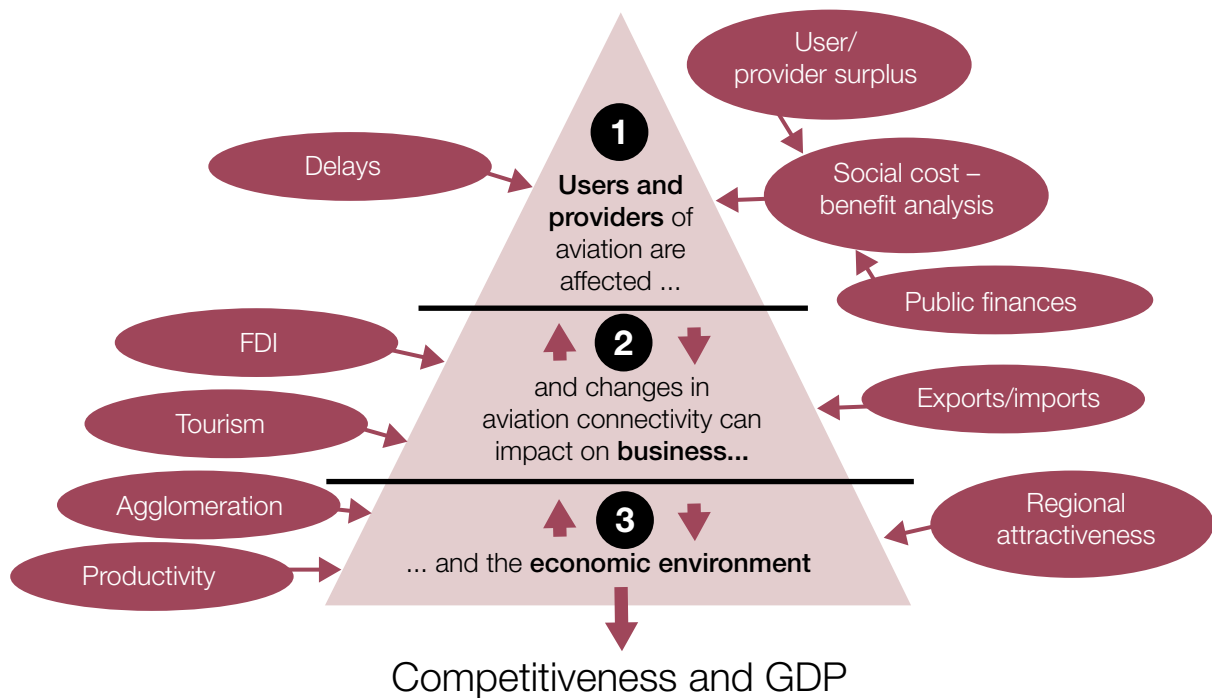 User/
provider surplus
1
Delays
Social cost –
benefit analysis
Users and
providers of
aviation are
affected ...
Public finances
FDI
2
and changes in
aviation connectivity can
impact on business...
Exports/imports
Tourism
Agglomeration
3
Regional
attractiveness
... and the economic environment
Productivity
Competitiveness and GDP